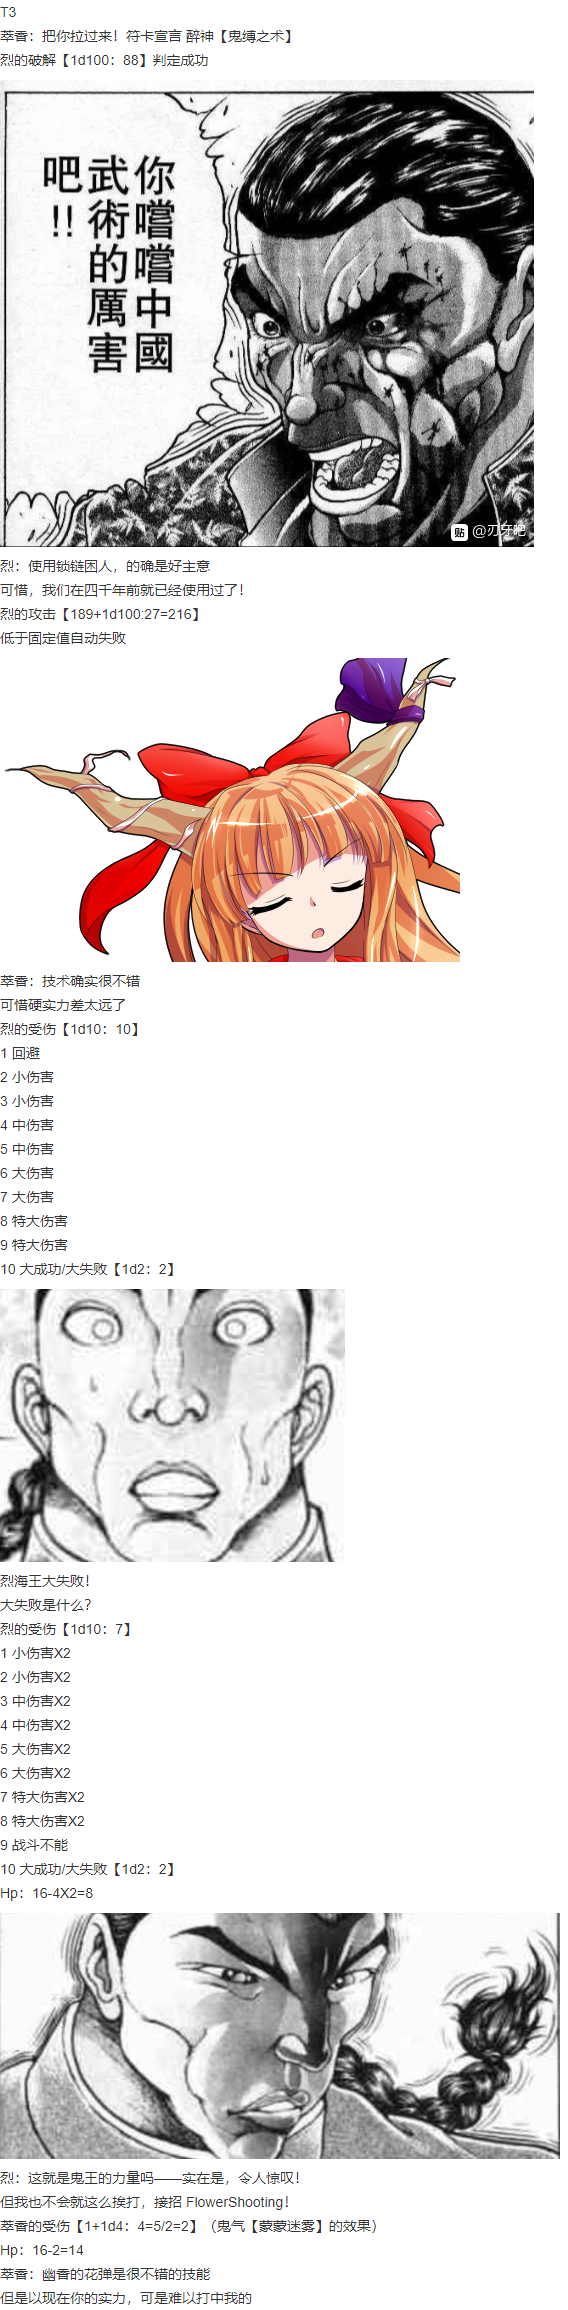 T3
萃香：把你拉过来！符卡宣言 醉神【鬼缚之术】
烈的破解【1d100：88】判定成功
你嚐嚐中國
武術的厲害
吧!!
贴 @刃牙吧
烈：使用锁链困人，的确是好主意
可惜，我们在四千年前就已经使用过了！
烈的攻击【189+1d100:27=216】
低于固定值自动失败
萃香：技术确实很不错
可惜硬实力差太远了
烈的受伤【1d10：10】
1 回避
2 小伤害
3 小伤害
4 中伤害
5 中伤害
6 大伤害
7 大伤害
8 特大伤害
9 特大伤害
10 大成功/大失败【1d2：2】
烈海王大失败！
大失败是什么？
烈的受伤【1d10：7】
1 小伤害X2
2 小伤害X2
3 中伤害X2
4 中伤害X2
5 大伤害X2
6 大伤害X2
7 特大伤害X2
8 特大伤害X2
9 战斗不能
10 大成功/大失败【1d2：2】
Hp：16-4X2=8
烈：这就是鬼王的力量吗——实在是，令人惊叹！
但我也不会就这么挨打，接招 FlowerShooting！
萃香的受伤【1+1d4：4=5/2=2】（鬼气【蒙蒙迷雾】的效果）
Hp：16-2=14
萃香：幽香的花弹是很不错的技能
但是以现在你的实力，可是难以打中我的